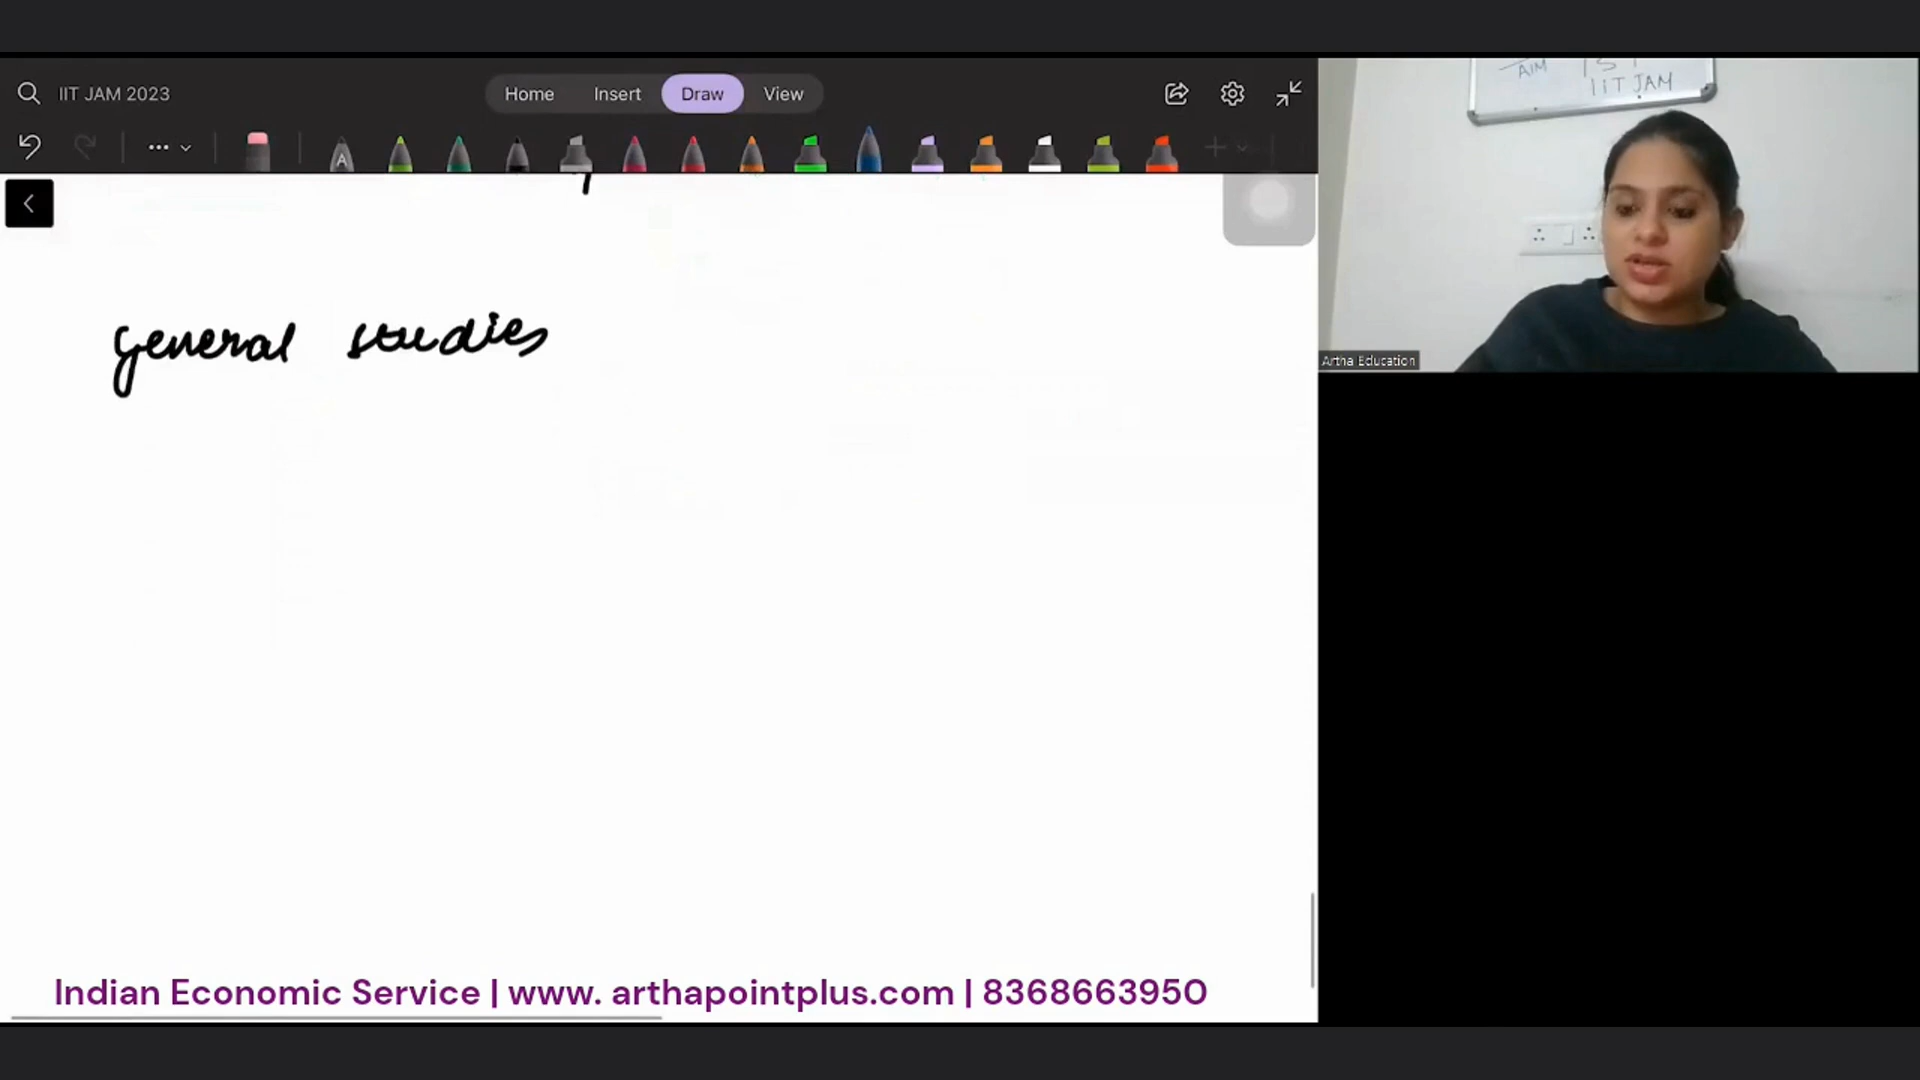 AIM
IIT JAM
IIT JAM 2023
Home Insert Draw View
A
general studies
Artha Education
Indian Economic Service | www. arthapointplus.com | 8368663950